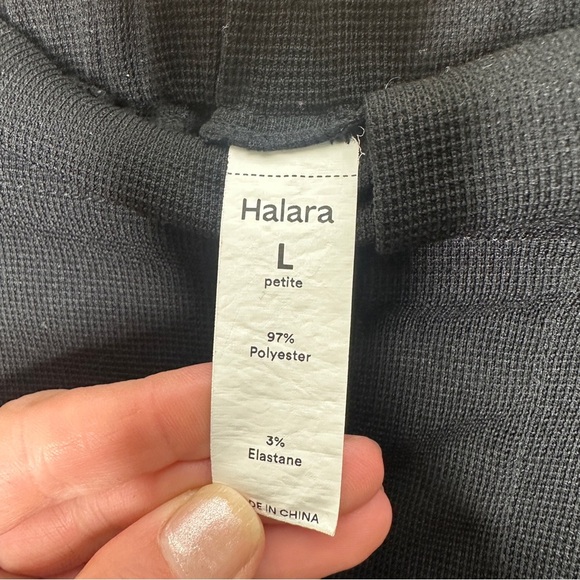 Halara
L
petite
97%
Polyester
3%
Elastane
DE IN CHINA